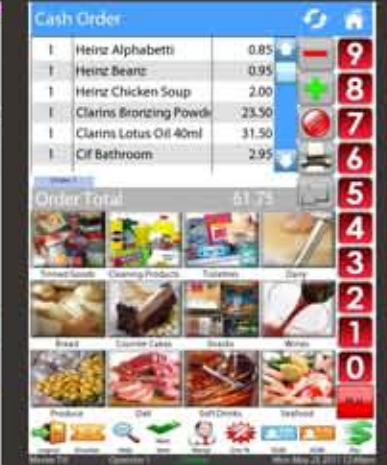 Cash Order
1 Heinz Alphabetti 0.85
1 Heinz Beanz 0.95
1 Heinz Chicken Soup 2.00
1 Clarins Bronzing Powde 23.50
1 Clarins Lotus Oil 40ml 31.50
1 Cif Bathroom 2.95
Order Total 61.75
9
8
7
6
5
4
3
2
1
0
Tinned Goods Cleaning Products Toiletries Dairy
Bread Counter Cakes Snacks Wines
Produce Deli Soft Drinks Seafood
Help